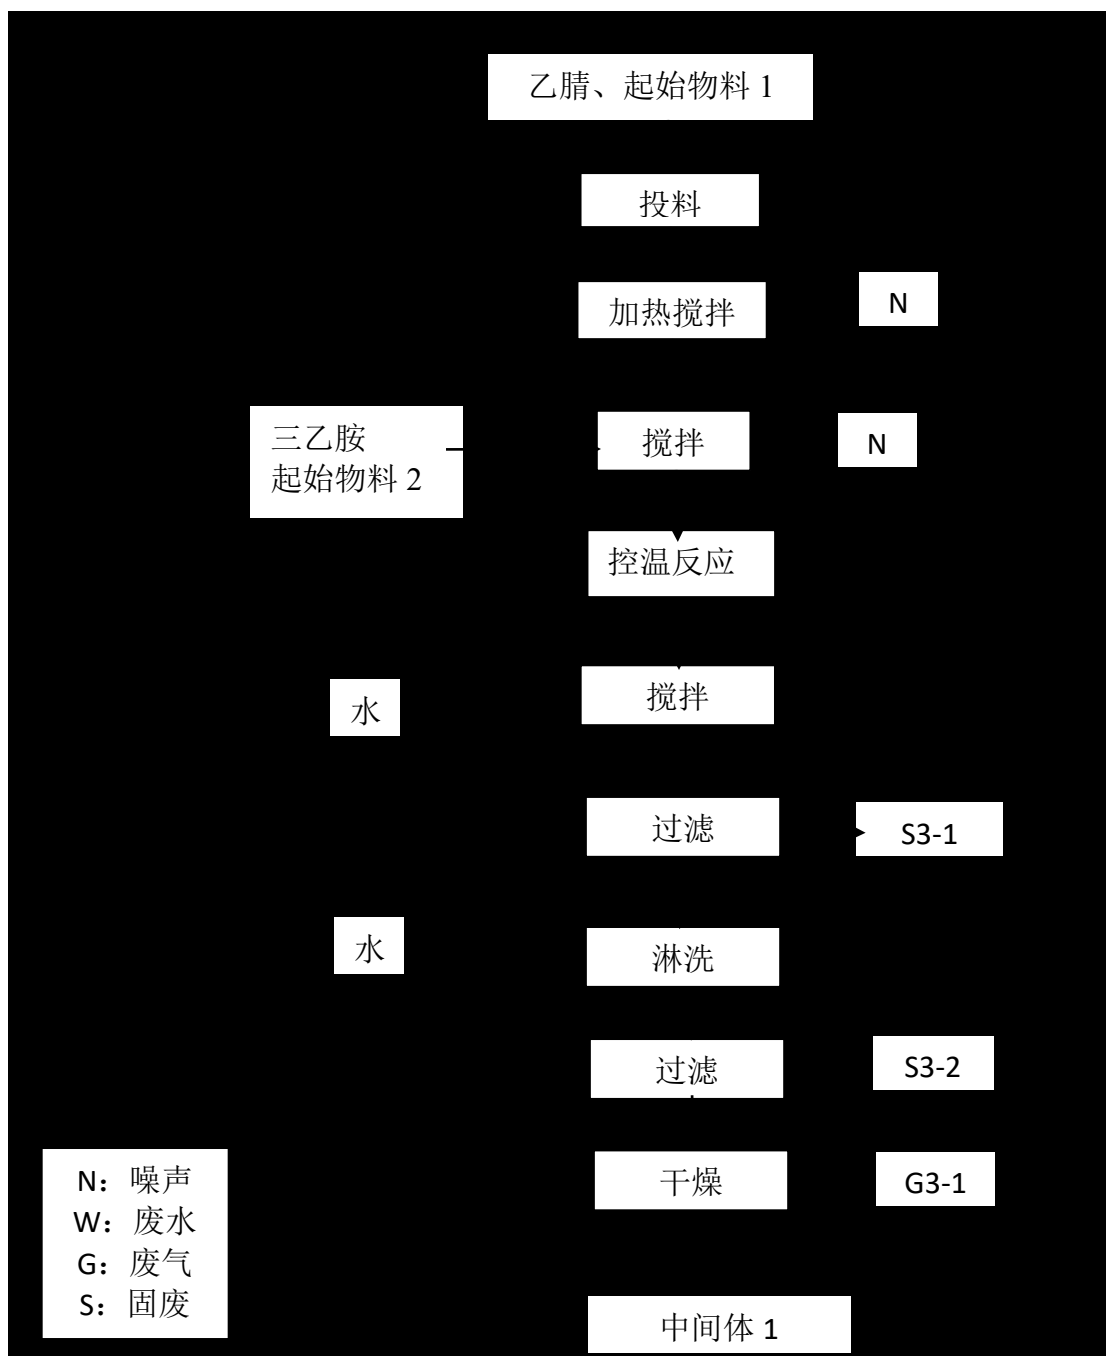 乙腈、起始物料 1
投料
加热搅拌
N
三乙胺
起始物料 2
搅拌
N
控温反应
水
搅拌
过滤
S3-1
水
淋洗
过滤
S3-2
干燥
G3-1
N：噪声
W：废水
G：废气
S：固废
中间体 1